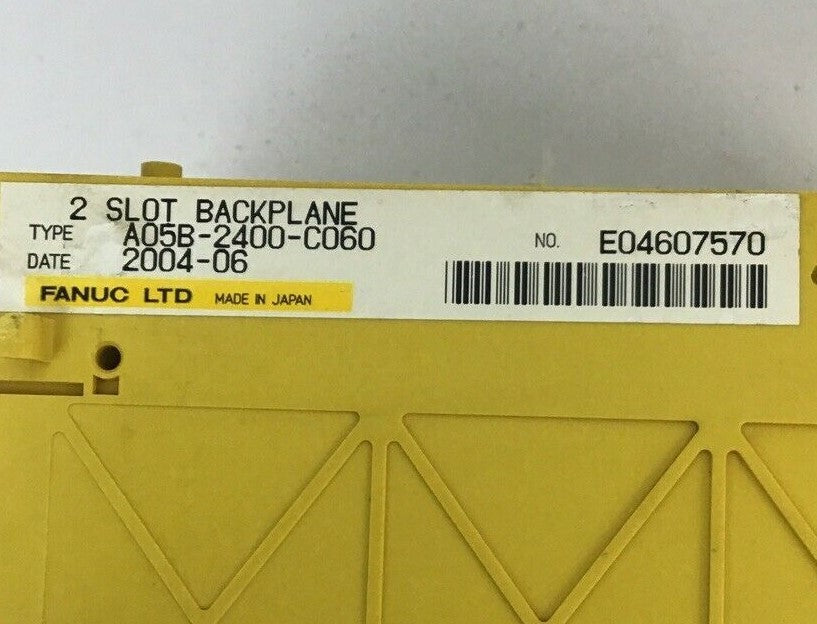 2 SLOT BACKPLANE
TYPE A05B-2400-C060
DATE 2004-06
FANUC LTD MADE IN JAPAN
NO. E04607570